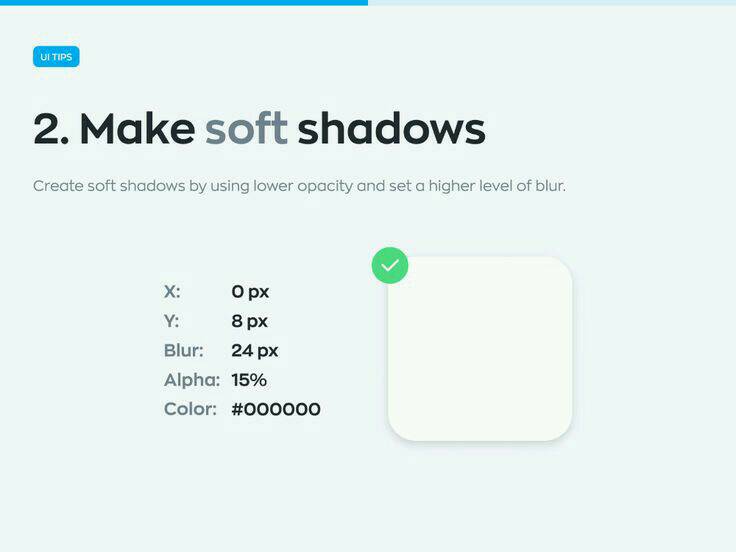 UI TIPS
2. Make soft shadows
Create soft shadows by using lower opacity and set a higher level of blur.
X: 0 px
Y: 8 px
Blur: 24 px
Alpha: 15%
Color: #000000